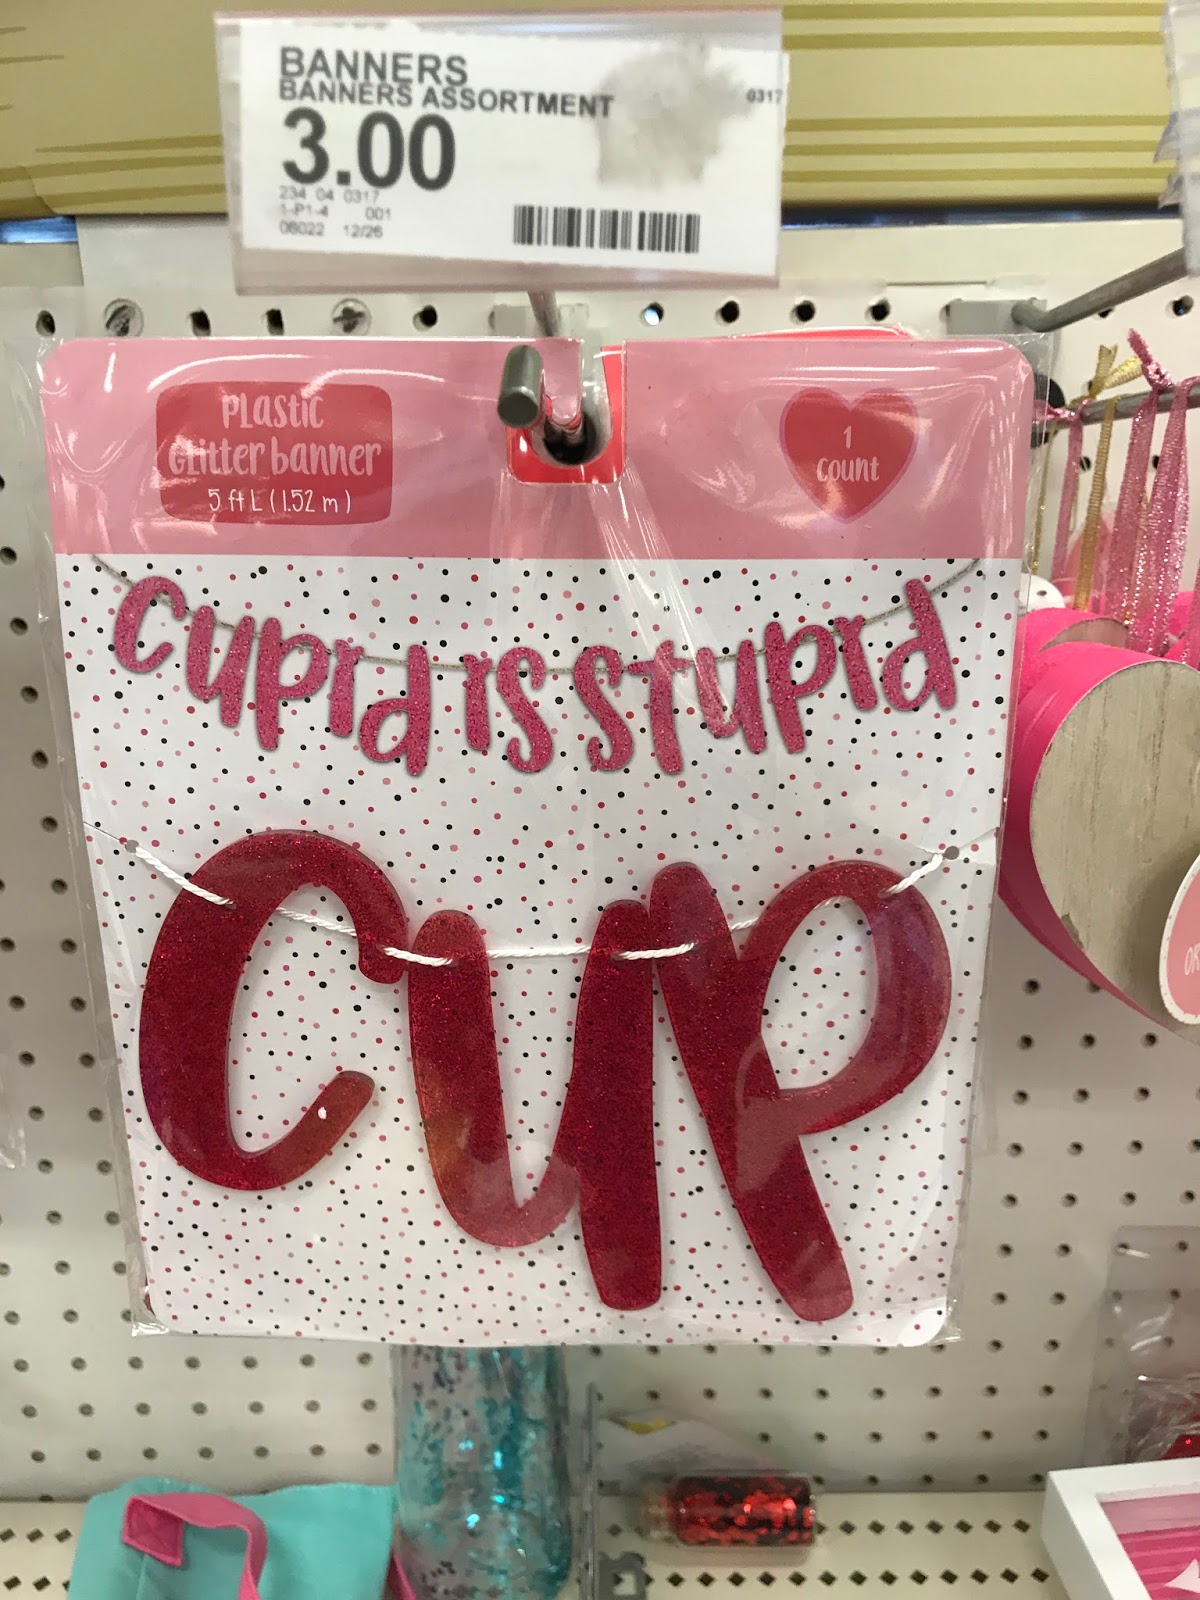 BANNERS
BANNERS ASSORTMENT
0317
3.00
234 04 0317
1-P1-4 001
06022 12/26
PLastic
GLitter banner
5 ft L (1.52 m)
1
count
cupid is stupid
cup